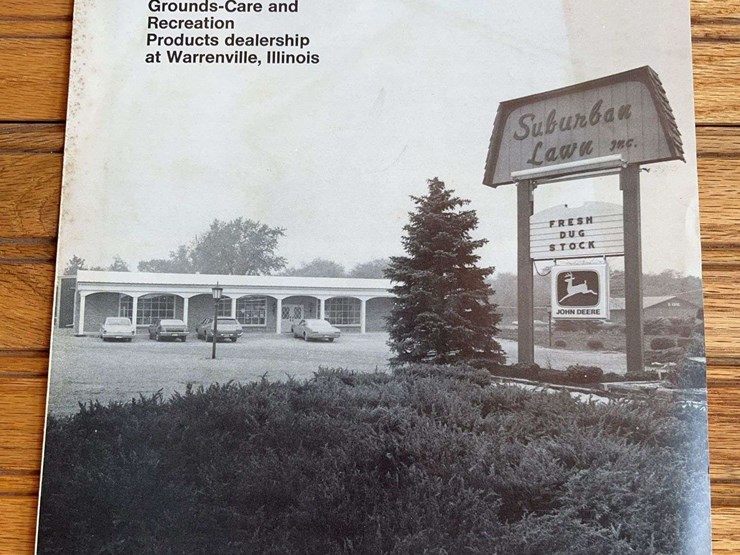 Grounds-Care and
Recreation
Products dealership
at Warrenville, Illinois
Suburban
Lawn Inc.
FRESH
DUG
STOCK
JOHN DEERE